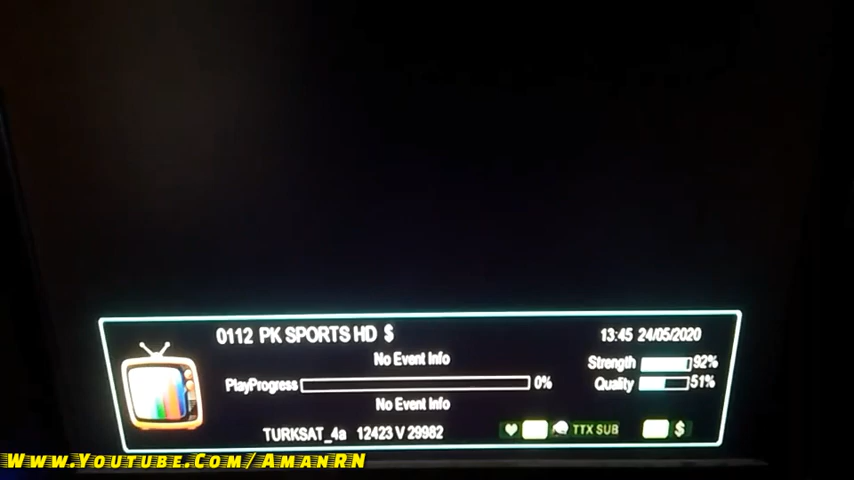 0112 PK SPORTS HD $
13:45 24/05/2020
No Event Info
Strength 92%
PlayProgress 0%
Quality 51%
No Event Info
TURKSAT_4a 12423 V 29982
TTX SUB $
Www.Youtube.Com/AmanRN